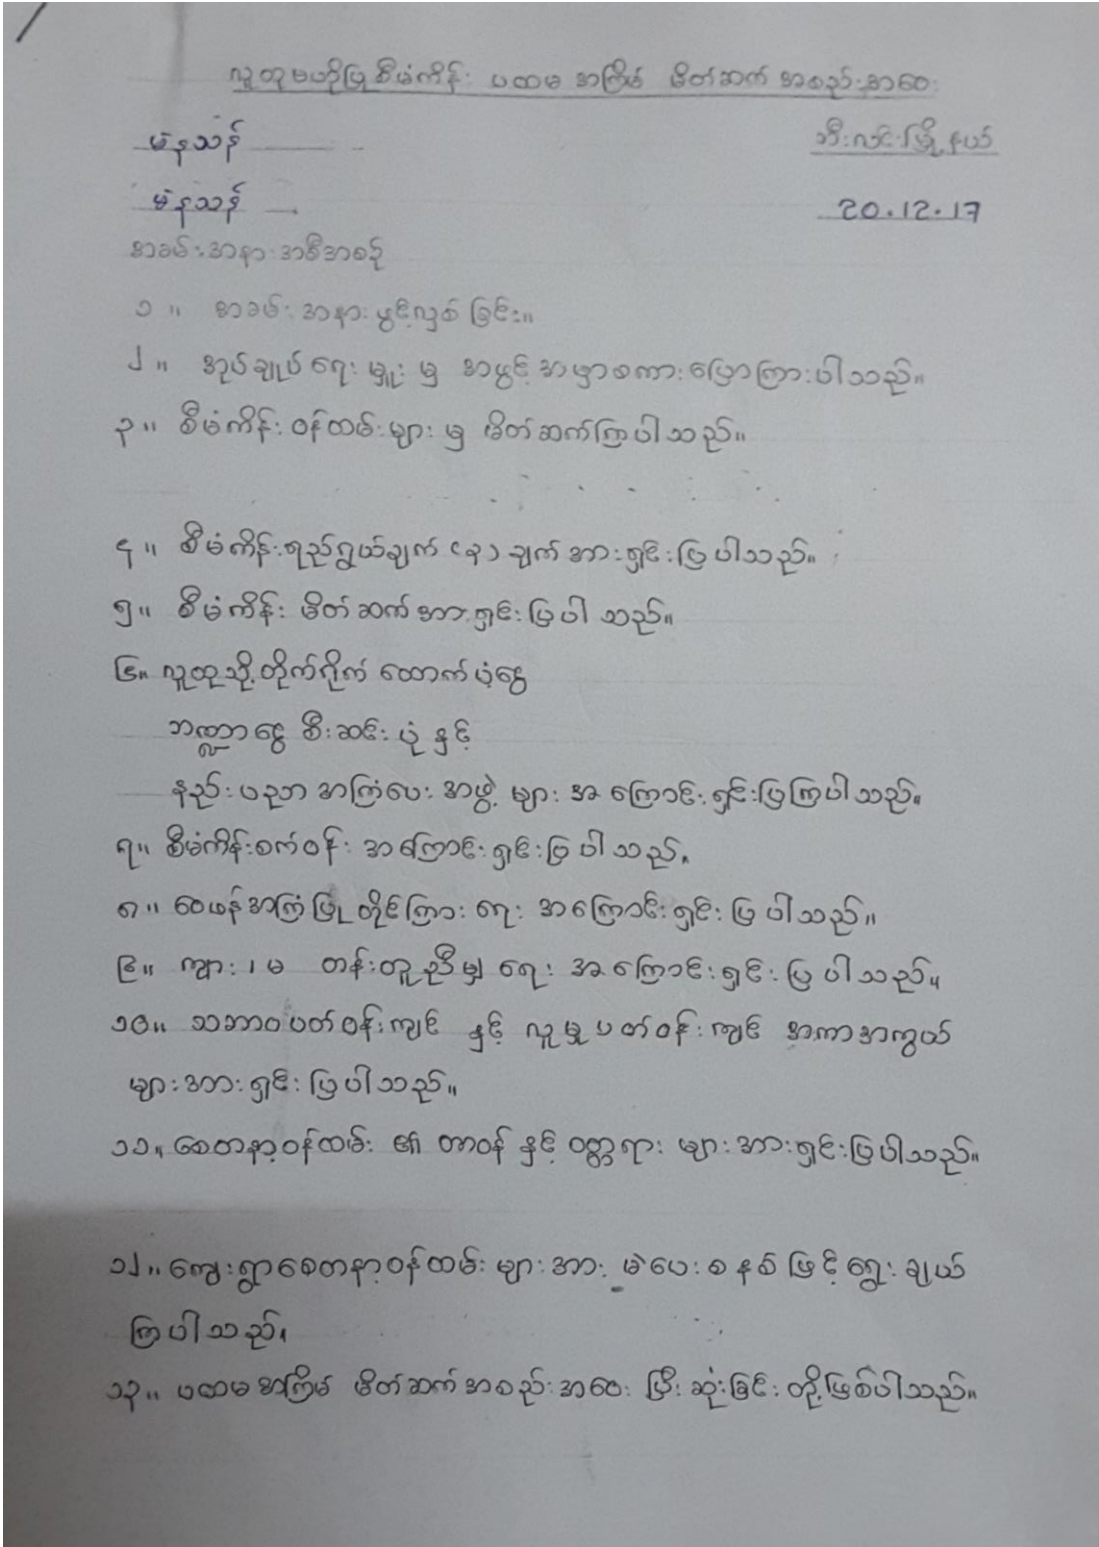 လူထုဗဟိုပြုစီမံကိန်း ပထမ အကြိမ် မိတ်ဆက် အစည်းအဝေး
မဲနသန် ဘီးလင်းမြို့နယ်
မဲနသန် 20.12.17
အခမ်းအနားအစီအစဉ်
၁ ။ အခမ်းအနား ဖွင့်လှစ်ခြင်း။
၂ ။ အုပ်ချုပ်ရေးမှူးမှ အဖွင့်အမှာစကားပြောကြားပါသည်။
၃ ။ စီမံကိန်းဝန်ထမ်းများမှ မိတ်ဆက်ကြပါသည်။
၄ ။ စီမံကိန်းရည်ရွယ်ချက် (၃) ချက်အားရှင်းပြပါသည်။
၅ ။ စီမံကိန်း မိတ်ဆက်အားရှင်းပြပါသည်။
၆။ လူထုသို့တိုက်ရိုက် ထောက်ပံ့ငွေ
ဘဏ္ဍာငွေ စီးဆင်းပုံ နှင့်
နည်းပညာ အကြံပေးအဖွဲ့ များအကြောင်းရှင်းပြကြပါသည်။
၇။ စီမံကိန်းစက်ဝန်း အကြောင်းရှင်းပြပါသည်။
၈ ။ ဝေဖန်အကြံပြုတိုင်ကြားရေး အကြောင်းရှင်းပြပါသည်။
၉။ ကျား၊မ တန်းတူညီမျှရေး အကြောင်းရှင်းပြပါသည်။
၁၀။ သဘာဝပတ်ဝန်းကျင် နှင့် လူမှုပတ်ဝန်းကျင် အကာအကွယ်
များအားရှင်းပြပါသည်။
၁၁။ စေတနာ့ဝန်ထမ်း ၏ တာဝန် နှင့် ဝတ္တရား များအားရှင်းပြပါသည်။
၁၂။ ကျေးရွာစေတနာ့ဝန်ထမ်းများအား မဲပေးစနစ်ဖြင့်ရွေးချယ်
ကြပါသည်။
၁၃။ ပထမအကြိမ် မိတ်ဆက်အစည်းအဝေး ပြီးဆုံးခြင်းတို့ဖြစ်ပါသည်။